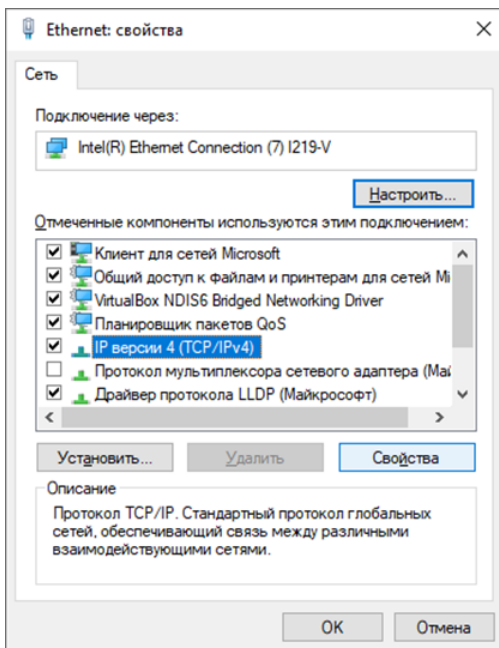 Ethernet: свойства
Сеть
Подключение через:
Intel(R) Ethernet Connection (7) I219-V
Настроить...
Отмеченные компоненты используются этим подключением:
Клиент для сетей Microsoft
Общий доступ к файлам и принтерам для сетей Mi
VirtualBox NDIS6 Bridged Networking Driver
Планировщик пакетов QoS
IP версии 4 (TCP/IPv4)
Протокол мультиплексора сетевого адаптера (Май
Драйвер протокола LLDP (Майкрософт)
Установить...
Удалить
Свойства
Описание
Протокол TCP/IP. Стандартный протокол глобальных
сетей, обеспечивающий связь между различными
взаимодействующими сетями.
OK
Отмена